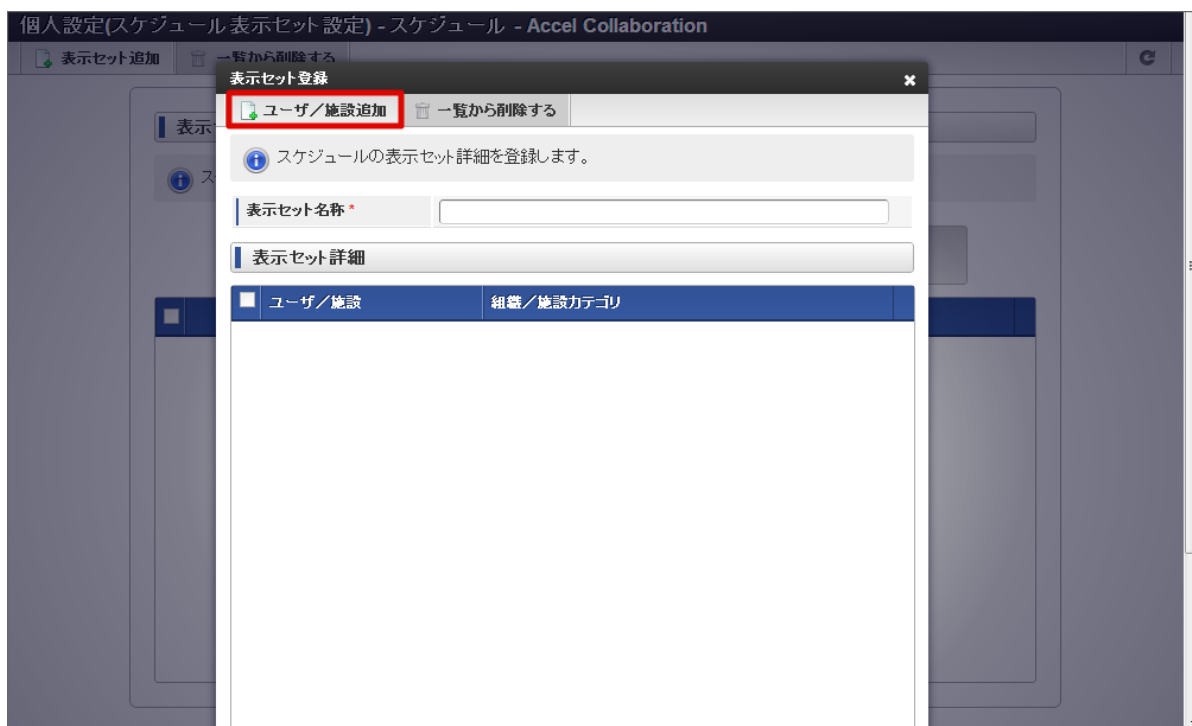 個人設定(スケジュール表示セット設定) - スケジュール - Accel Collaboration
表示セット追加 一覧から削除する
表示セット登録
ユーザ／施設追加 一覧から削除する
表示
スケジュールの表示セット詳細を登録します。
ス
表示セット名称 *
表示セット詳細
ユーザ／施設 組織／施設カテゴリ